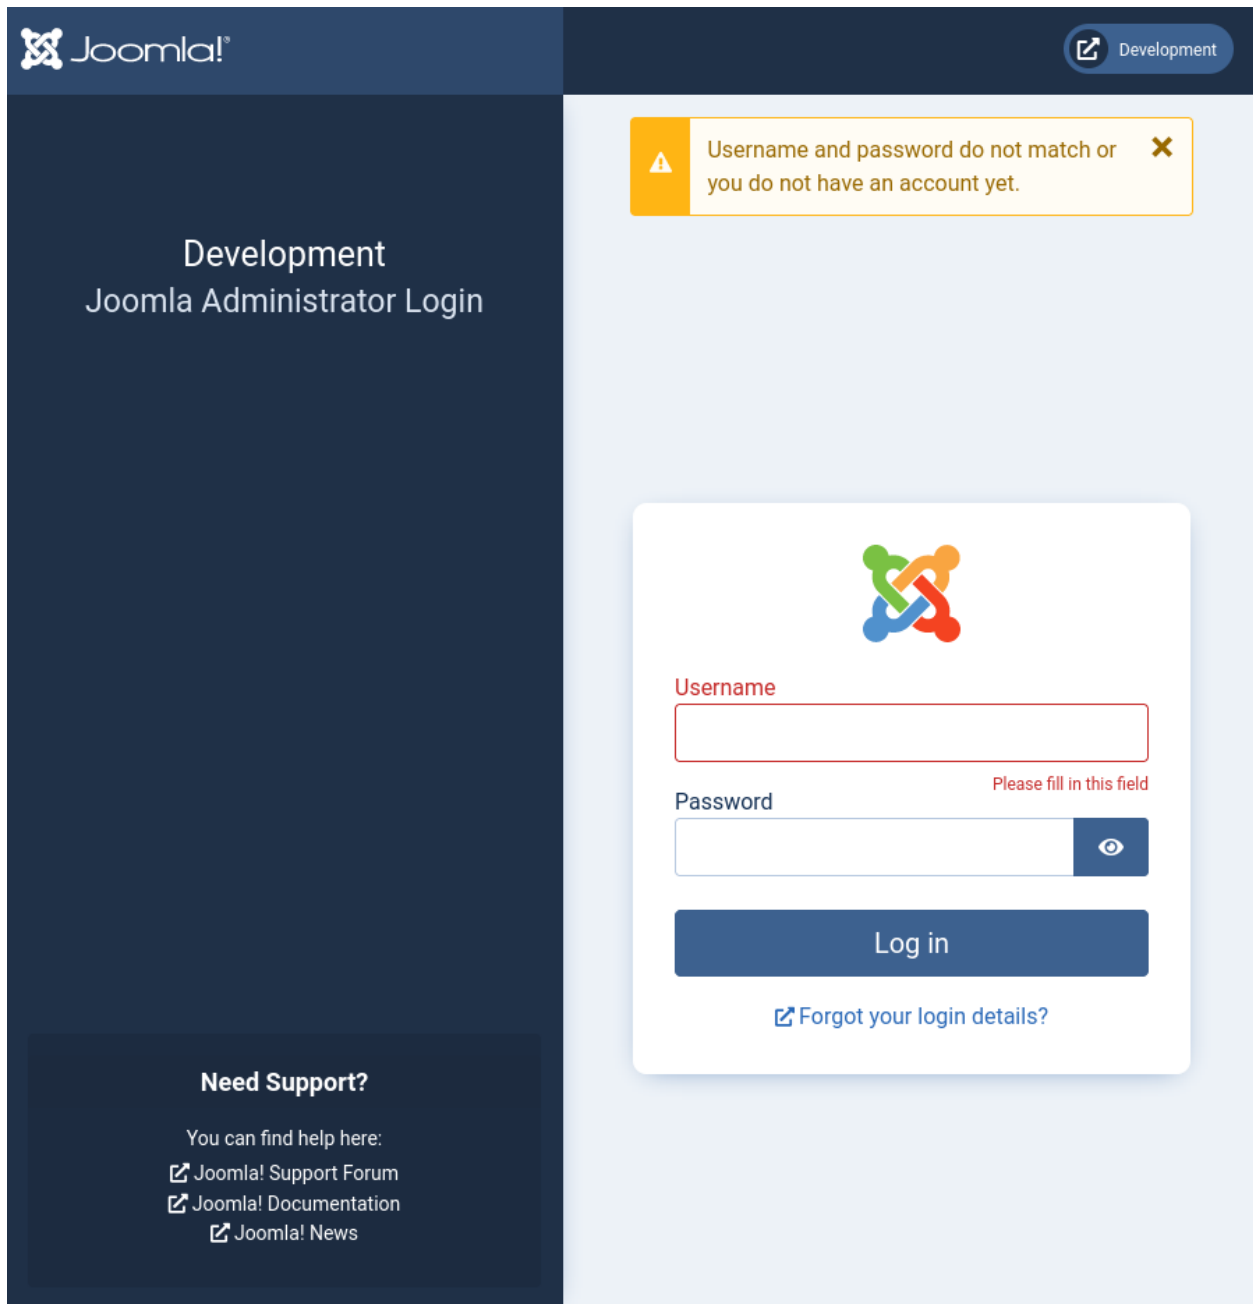 Joomla!®
Development
Development
Joomla Administrator Login
Need Support?
You can find help here:
Joomla! Support Forum
Joomla! Documentation
Joomla! News
Username and password do not match or
you do not have an account yet.
Username
Please fill in this field
Password
Log in
Forgot your login details?